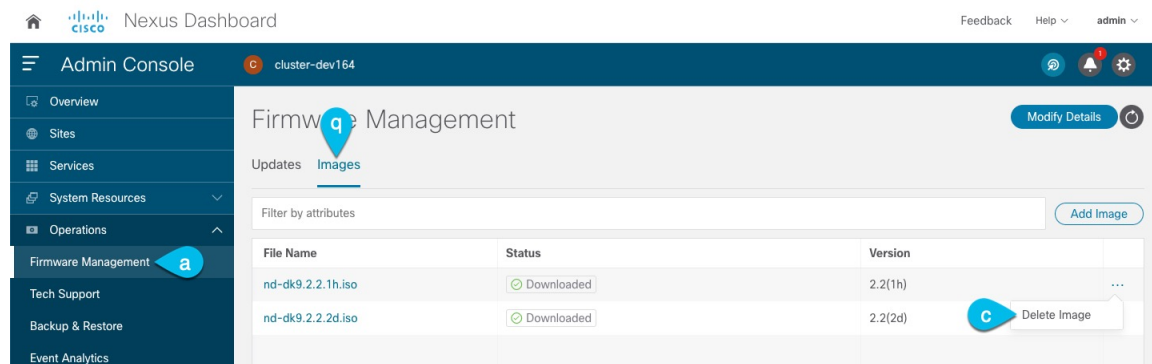 CISCO Nexus Dashboard Feedback Help admin
Admin Console C cluster-dev164 1
Overview
Sites
Services
System Resources
Operations
Firmware Management a
Tech Support
Backup & Restore
Event Analytics
Firmware Management
q
Modify Details
Updates Images
Filter by attributes Add Image
File Name Status Version
nd-dk9.2.2.1h.iso Downloaded 2.2(1h) ...
nd-dk9.2.2.2d.iso Downloaded 2.2(2d)
c Delete Image